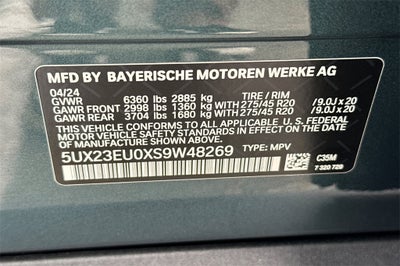 MFD BY BAYERISCHE MOTOREN WERKE AG
04/24 TIRE / RIM
GVWR 6360 lbs 2885 kg
GAWR FRONT 2998 lbs 1360 kg 275/45 R20 / 9.0J x 20
GAWR REAR 3704 lbs 1680 kg 275/45 R20 / 9.0J x 20
THIS VEHICLE CONFORMS TO ALL APPLICABLE U. S. FEDERAL
MOTOR VEHICLE SAFETY STANDARDS IN EFFECT ON THE DATE
OF MANUFACTURE SHOWN ABOVE.
5UX23EU0XS9W48269 TYPE: MPV C35M
7 320 728